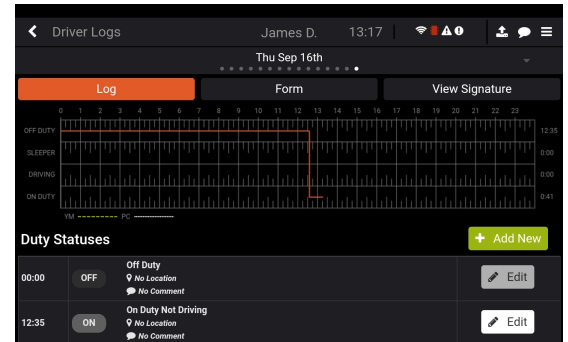 Driver Logs James D. 13:17
Thu Sep 16th
Log Form View Signature
0 1 2 3 4 5 6 7 8 9 10 11 12 13 14 15 16 17 18 19 20 21 22 23
OFF DUTY 12:35
SLEEPER 0:00
DRIVING 0:00
ON DUTY 0:41
YM PC
Duty Statuses + Add New
00:00 OFF Off Duty Edit
No Location
No Comment
12:35 ON On Duty Not Driving Edit
No Location
No Comment